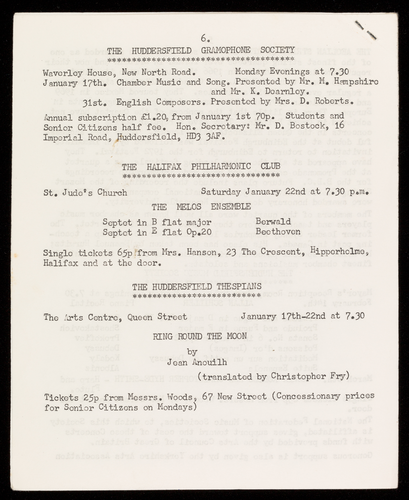 6.
THE HUDDERSFIELD GRAMOPHONE SOCIETY
************************************
Waverley House, New North Road. Monday Evenings at 7.30
January 17th. Chamber Music and Song. Presented by Mr. M. Hampshire
and Mr. K. Dearnley.
31st. English Composers. Presented by Mrs. D. Roberts.
Annual subscription £1.20, from January 1st 70p. Students and
Senior Citizens half fee. Hon. Secretary: Mr. D. Bostock, 16
Imperial Road, Huddersfield, HD3 3AF.
THE HALIFAX PHILHARMONIC CLUB
******************************
St. Jude's Church Saturday January 22nd at 7.30 p.m.
THE MELOS ENSEMBLE
Septet in B flat major Berwald
Septet in E flat Op.20 Beethoven
Single tickets 65p from Mrs. Hanson, 23 The Crescent, Hipperholme,
Halifax and at the door.
THE HUDDERSFIELD THESPIANS
**************************
The Arts Centre, Queen Street January 17th-22nd at 7.30
RING ROUND THE MOON
by
Jean Anouilh
(translated by Christopher Fry)
Tickets 25p from Messrs. Woods, 67 New Street (Concessionary prices
for Senior Citizens on Mondays)